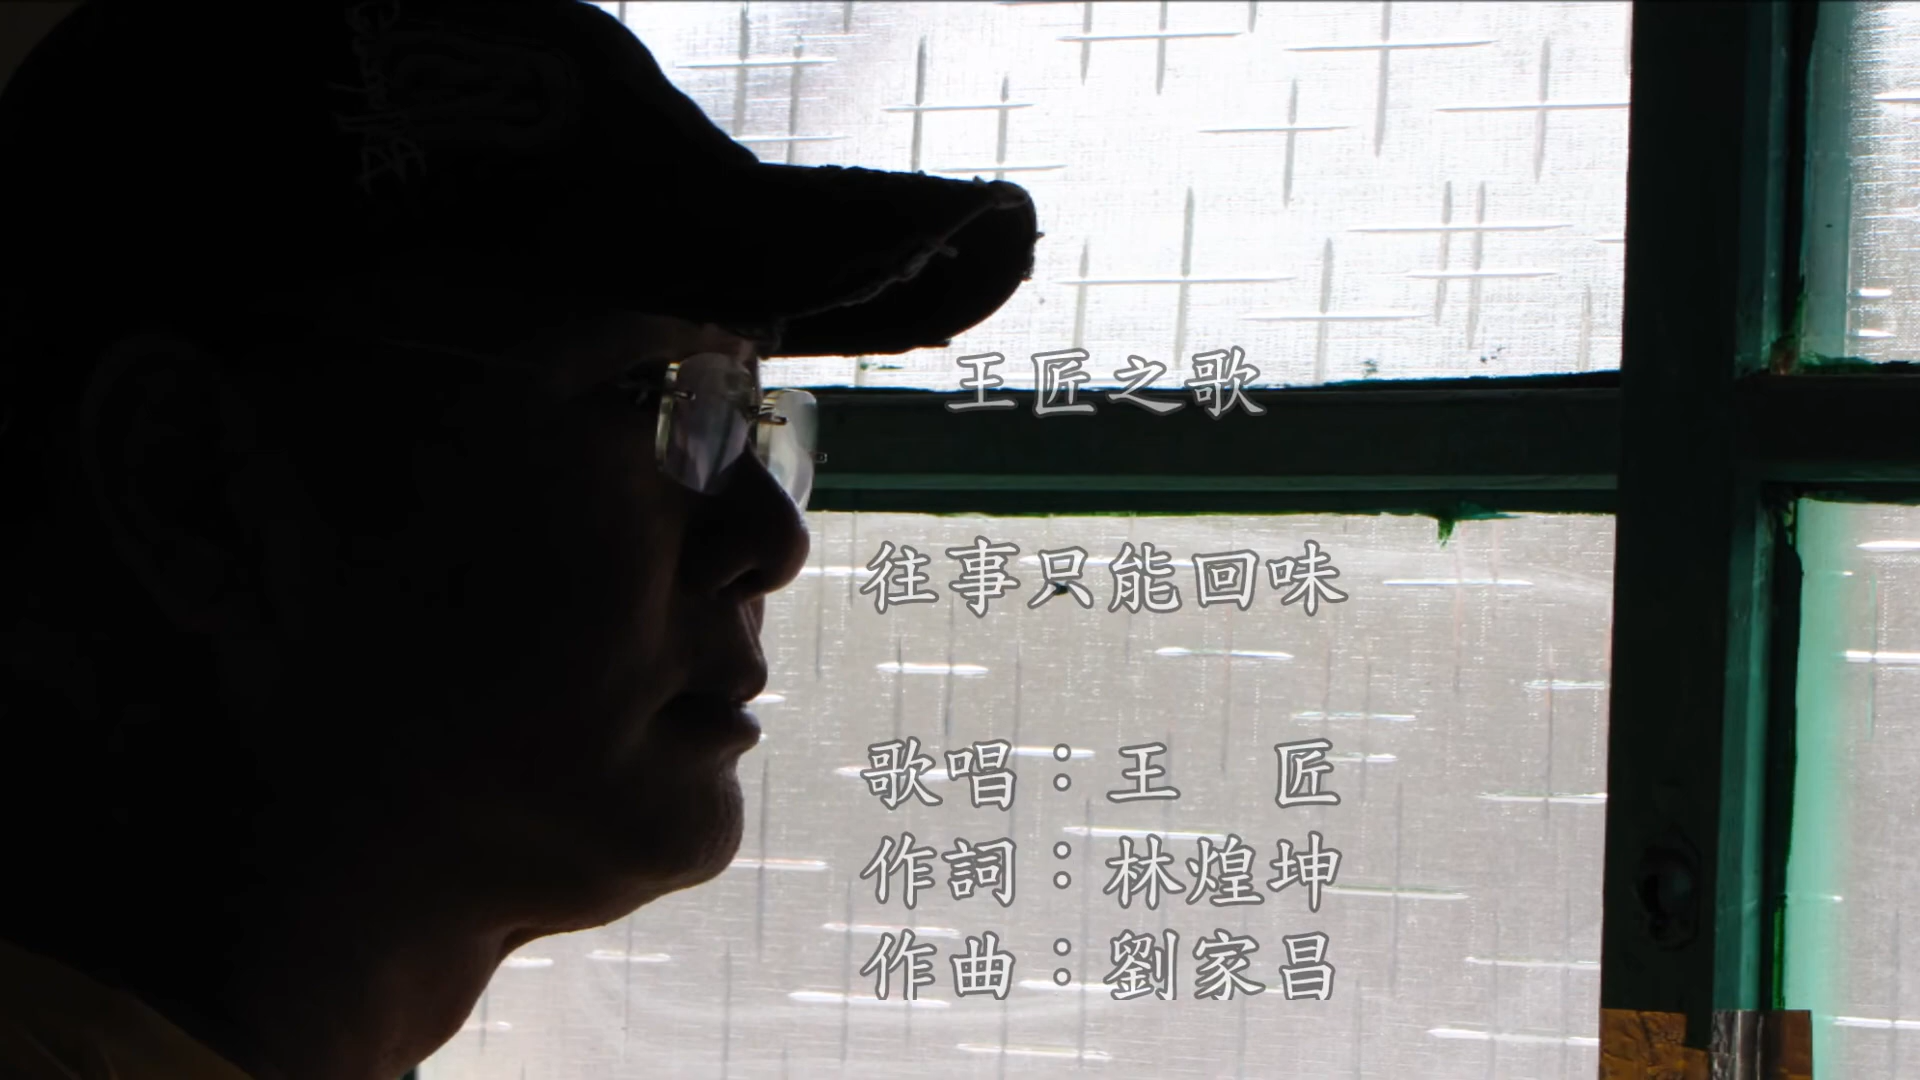 王匠之歌
往事只能回味
歌唱：王　匠
作詞：林煌坤
作曲：劉家昌